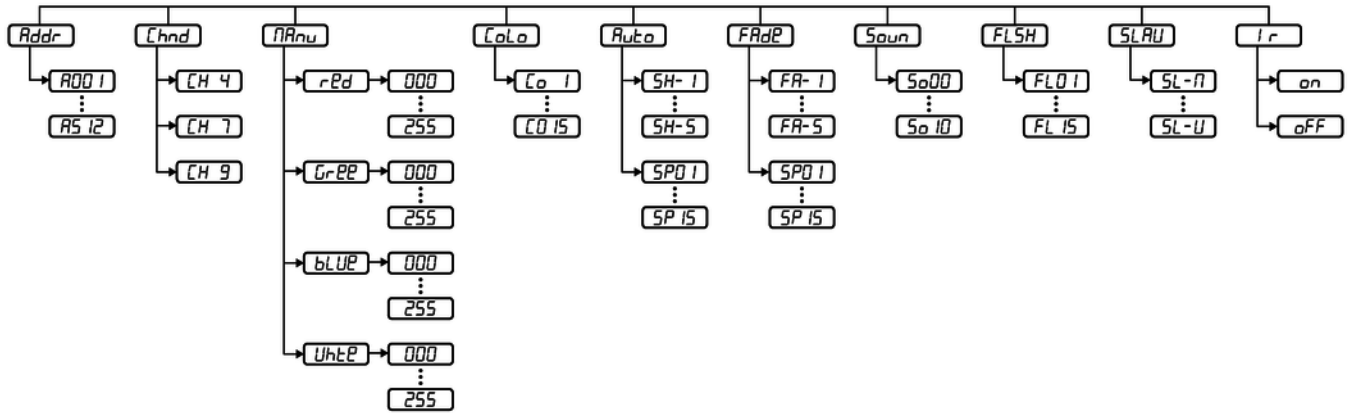 Addr Chnd MAnu CoLo Auto FAde Soun FLSH SLAU Ir
A001 CH 4 red 000 Co 1 SH-1 FA-1 So00 FL01 SL-M on
A512 CH 7 255 CO15 SH-5 FA-5 So10 FL15 SL-U oFF
CH 9 Gree 000 SP01 SP01
255 SP15 SP15
bLUe 000
255
Uhte 000
255